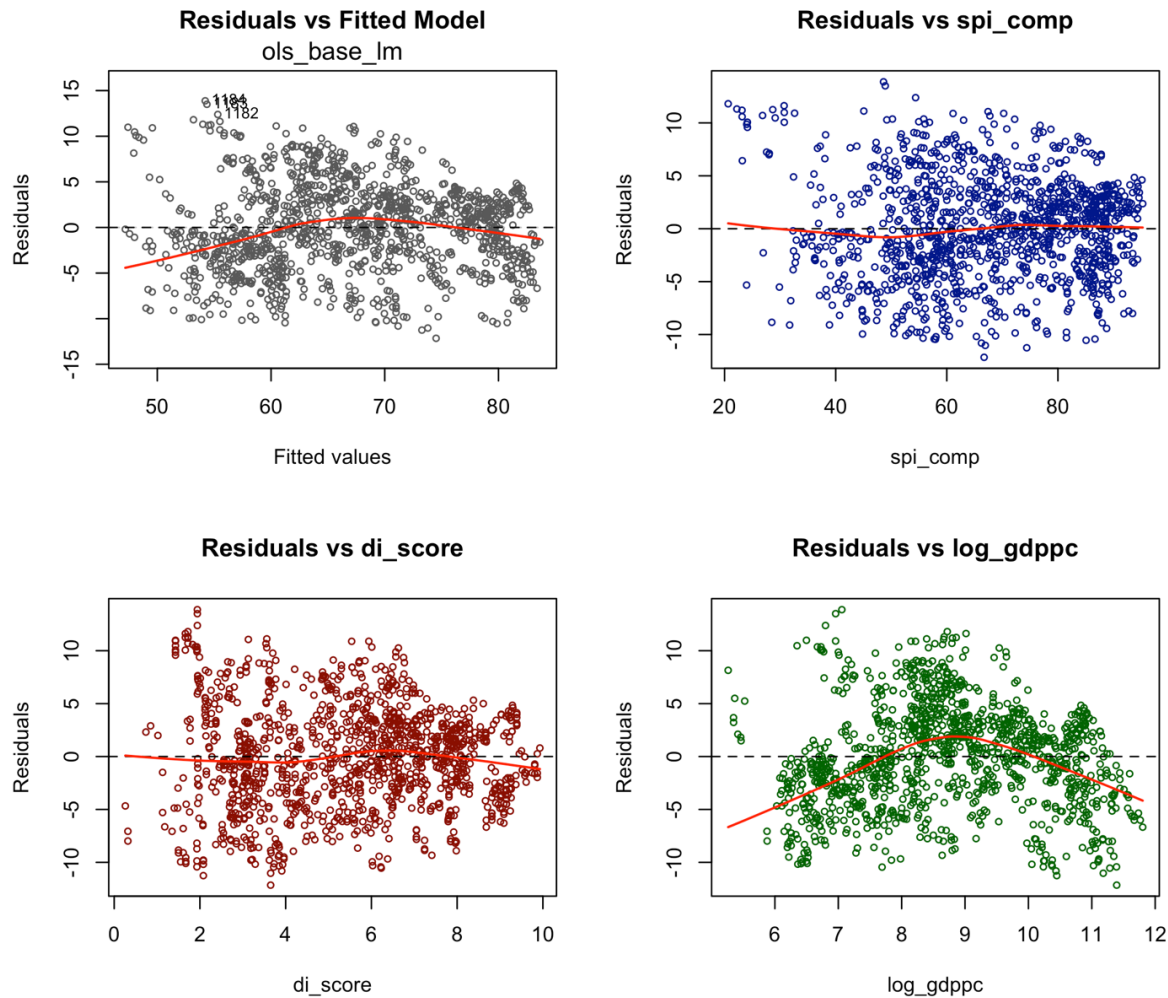 Residuals vs Fitted Model
ols_base_lm
15
10
5
0
-5
-15
Residuals
1184
1183
1182
50 60 70 80
Fitted values
Residuals vs spi_comp
10
5
0
-5
-10
Residuals
20 40 60 80
spi_comp
Residuals vs di_score
10
5
0
-5
-10
Residuals
0 2 4 6 8 10
di_score
Residuals vs log_gdppc
10
5
0
-5
-10
Residuals
6 7 8 9 10 11 12
log_gdppc